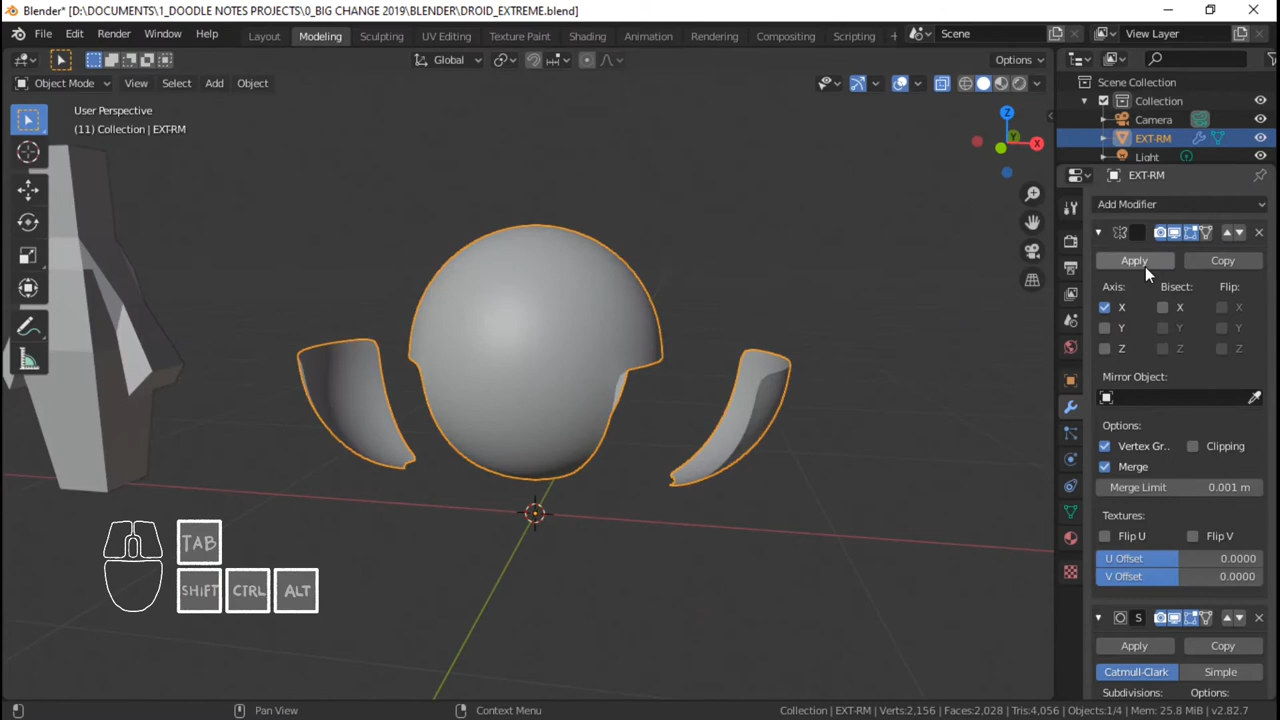 Blender* [D:\DOCUMENTS\1_DOODLE NOTES PROJECTS\0_BIG CHANGE 2019\BLENDER\DROID_EXTREME.blend]
File Edit Render Window Help Layout Modeling Sculpting UV Editing Texture Paint Shading Animation Rendering Compositing Scripting + Scene View Layer
Global Options
Object Mode View Select Add Object
Scene Collection
Collection
Camera
EXT-RM
Light
User Perspective
(11) Collection | EXT-RM
Z
Y
X
EXT-RM
Add Modifier
Apply Copy
Axis: Bisect: Flip:
X X X
Y Y Y
Z Z Z
Mirror Object:
Options:
Vertex Gr.. Clipping
Merge
Merge Limit 0.001 m
Textures:
Flip U Flip V
U Offset 0.0000
V Offset 0.0000
S
Apply Copy
Catmull-Clark Simple
Subdivisions: Options:
TAB
SHIFT CTRL ALT
Pan View Context Menu Collection | EXT-RM | Verts:2,156 | Faces:2,028 | Tris:4,056 | Objects:1/4 | Mem: 25.8 MiB | v2.82.7